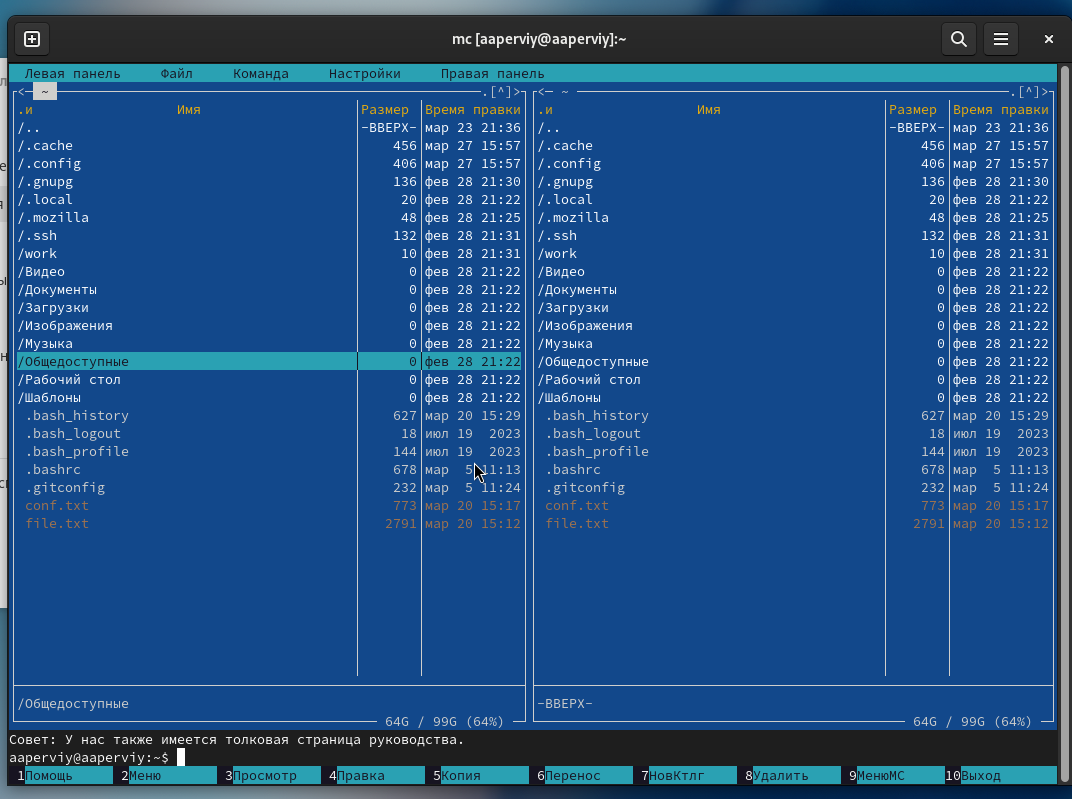 mc [aaperviy@aaperviy]:~
Левая панель Файл Команда Настройки Правая панель
<─ ~ .[^]> <─ ~ .[^]>
.и Имя Размер Время правки .и Имя Размер Время правки
/.. -ВВЕРХ- мар 23 21:36 /.. -ВВЕРХ- мар 23 21:36
/.cache 456 мар 27 15:57 /.cache 456 мар 27 15:57
/.config 406 мар 27 15:57 /.config 406 мар 27 15:57
/.gnupg 136 фев 28 21:30 /.gnupg 136 фев 28 21:30
/.local 20 фев 28 21:22 /.local 20 фев 28 21:22
/.mozilla 48 фев 28 21:25 /.mozilla 48 фев 28 21:25
/.ssh 132 фев 28 21:31 /.ssh 132 фев 28 21:31
/work 10 фев 28 21:31 /work 10 фев 28 21:31
/Видео 0 фев 28 21:22 /Видео 0 фев 28 21:22
/Документы 0 фев 28 21:22 /Документы 0 фев 28 21:22
/Загрузки 0 фев 28 21:22 /Загрузки 0 фев 28 21:22
/Изображения 0 фев 28 21:22 /Изображения 0 фев 28 21:22
/Музыка 0 фев 28 21:22 /Музыка 0 фев 28 21:22
/Общедоступные 0 фев 28 21:22 /Общедоступные 0 фев 28 21:22
/Рабочий стол 0 фев 28 21:22 /Рабочий стол 0 фев 28 21:22
/Шаблоны 0 фев 28 21:22 /Шаблоны 0 фев 28 21:22
.bash_history 627 мар 20 15:29 .bash_history 627 мар 20 15:29
.bash_logout 18 июл 19 2023 .bash_logout 18 июл 19 2023
.bash_profile 144 июл 19 2023 .bash_profile 144 июл 19 2023
.bashrc 678 мар 5 11:13 .bashrc 678 мар 5 11:13
.gitconfig 232 мар 5 11:24 .gitconfig 232 мар 5 11:24
conf.txt 773 мар 20 15:17 conf.txt 773 мар 20 15:17
file.txt 2791 мар 20 15:12 file.txt 2791 мар 20 15:12
/Общедоступные -ВВЕРХ-
64G / 99G (64%) 64G / 99G (64%)
Совет: У нас также имеется толковая страница руководства.
aaperviy@aaperviy:~$
1Помощь 2Меню 3Просмотр 4Правка 5Копия 6Перенос 7НовКтлг 8Удалить 9МенюМС 10Выход